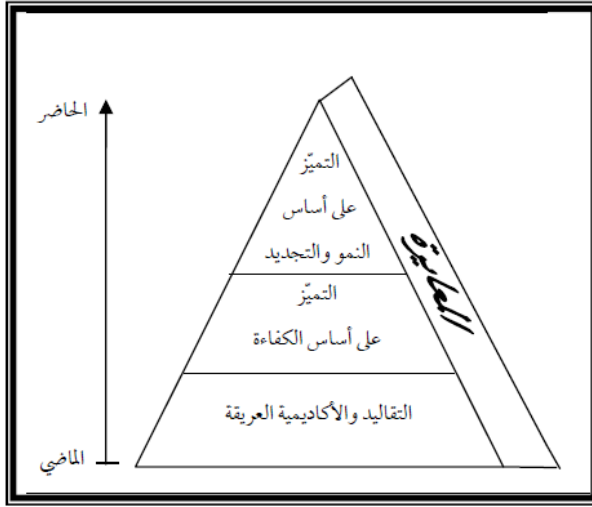 الحاضر
التميّز
على أساس
النمو والتجديد
المعايرة
التميّز
على أساس الكفاءة
التقاليد والأكاديمية العريقة
الماضي